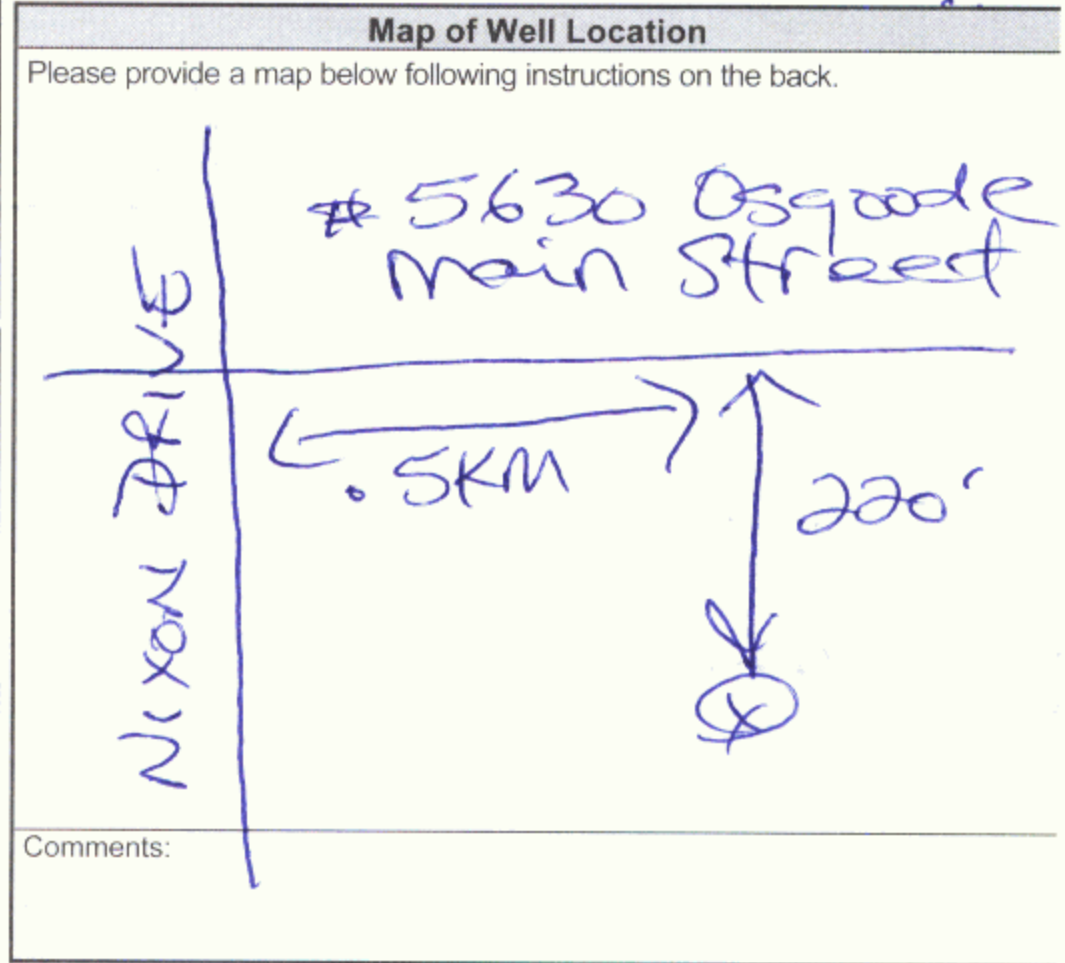 Map of Well Location
Please provide a map below following instructions on the back.
# 5630 Osgoode
Main Street
NIXON DRIVE
.5KM
220'
X
Comments: